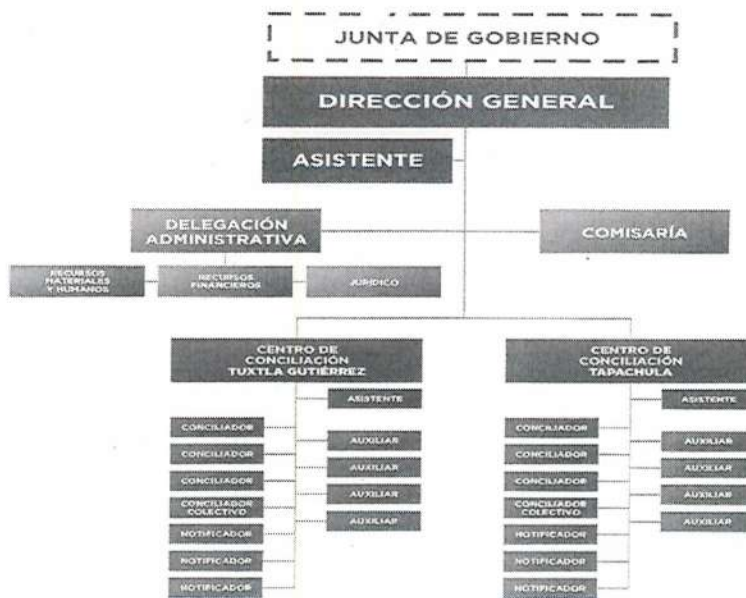 JUNTA DE GOBIERNO
DIRECCIÓN GENERAL
ASISTENTE
DELEGACIÓN
ADMINISTRATIVA
COMISARÍA
RECURSOS
MATERIALES
Y HUMANOS
RECURSOS
FINANCIEROS
JURÍDICO
CENTRO DE
CONCILIACIÓN
TUXTLA GUTIÉRREZ
ASISTENTE
CONCILIADOR
AUXILIAR
CONCILIADOR
AUXILIAR
CONCILIADOR
AUXILIAR
CONCILIADOR
COLECTIVO
AUXILIAR
NOTIFICADOR
NOTIFICADOR
NOTIFICADOR
CENTRO DE
CONCILIACIÓN
TAPACHULA
ASISTENTE
CONCILIADOR
AUXILIAR
CONCILIADOR
AUXILIAR
CONCILIADOR
AUXILIAR
CONCILIADOR
COLECTIVO
AUXILIAR
NOTIFICADOR
NOTIFICADOR
NOTIFICADOR